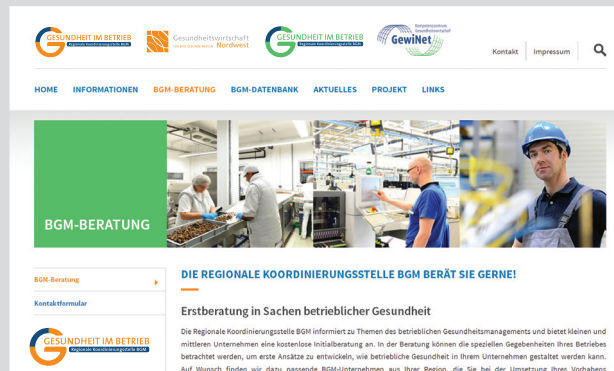 GESUNDHEIT IM BETRIEB
Regionale Koordinierungsstelle BGM
Gesundheitswirtschaft
Nordwest
GESUNDHEIT IM BETRIEB
Regionale Koordinierungsstelle BGM
Kompetenzzentrum
Gesundheitswirtschaft
GewiNet
Kontakt
Impressum
HOME INFORMATIONEN BGM-BERATUNG BGM-DATENBANK AKTUELLES PROJEKT LINKS
BGM-BERATUNG
BGM-Beratung
Kontaktformular
GESUNDHEIT IM BETRIEB
Regionale Koordinierungsstelle BGM
DIE REGIONALE KOORDINIERUNGSSTELLE BGM BERÄT SIE GERNE!
Erstberatung in Sachen betrieblicher Gesundheit
Die Regionale Koordinierungsstelle BGM informiert zu Themen des betrieblichen Gesundheitsmanagements und bietet kleinen und
mittleren Unternehmen eine kostenlose Initialberatung an. In der Beratung können die speziellen Gegebenheiten Ihres Betriebes
betrachtet werden, um erste Ansätze zu entwickeln, wie betriebliche Gesundheit in Ihrem Unternehmen gestaltet werden kann.
Auf Wunsch finden wir dazu passende BGM-Unternehmen aus Ihrer Region, die Sie bei der Umsetzung Ihres Vorhabens